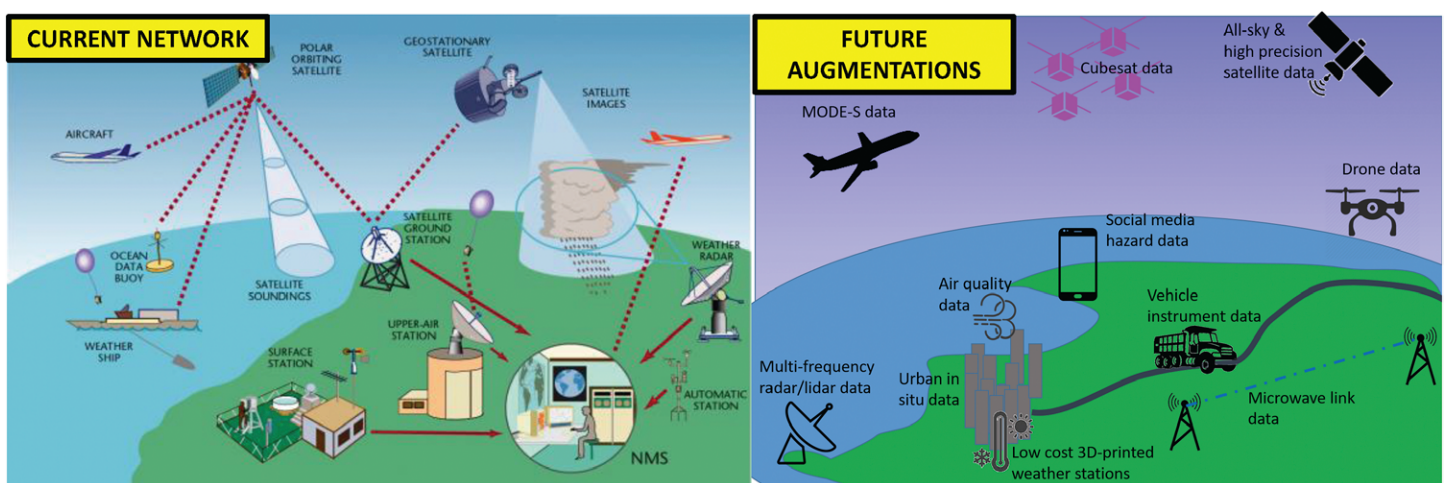 CURRENT NETWORK
POLAR
ORBITING
SATELLITE
GEOSTATIONARY
SATELLITE
SATELLITE
IMAGES
AIRCRAFT
OCEAN
DATA
BUOY
SATELLITE
SOUNDINGS
SATELLITE
GROUND
STATION
WEATHER
RADAR
WEATHER
SHIP
UPPER-AIR
STATION
SURFACE
STATION
AUTOMATIC
STATION
NMS
FUTURE
AUGMENTATIONS
Cubesat data
All-sky &
high precision
satellite data
MODE-S data
Drone data
Social media
hazard data
Air quality
data
Vehicle
instrument data
Multi-frequency
radar/lidar data
Urban in
situ data
Microwave link
data
Low cost 3D-printed
weather stations